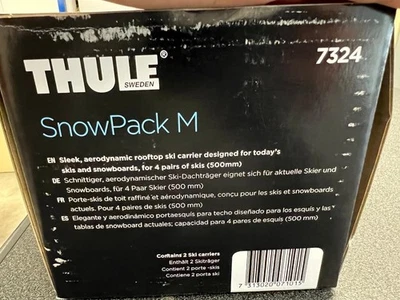 THULE
SWEDEN
7324
SnowPack M
EN Sleek, aerodynamic rooftop ski carrier designed for today's
skis and snowboards, for 4 pairs of skis (500mm)
DE Schnittiger, aerodynamischer Ski-Dachträger eignet sich für aktuelle Skier und
Snowboards, für 4 Paar Skier (500 mm)
FR Porte-skis de toit raffiné et aérodynamique, conçu pour les skis et snowboards
actuels. Pour 4 paires de skis (500 mm)
ES Elegante y aerodinámico portaesquís para techo diseñado para los esquís y las
tablas de snowboard actuales; capacidad para 4 pares de esquís (500 mm)
Contains 2 Ski carriers
Enthält 2 Skiträger
Contient 2 porte -skis
Contiene 2 porta ski
7 313020 071015